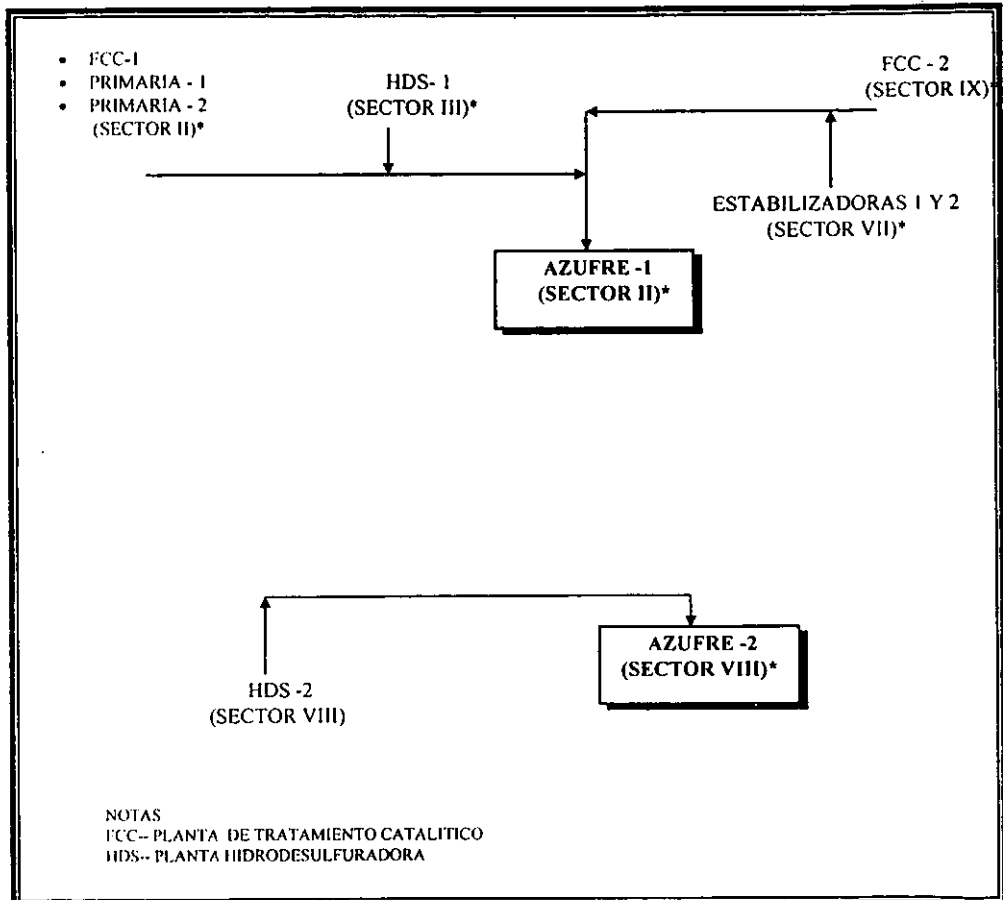 • FCC-1
• PRIMARIA - 1
• PRIMARIA - 2
(SECTOR II)*
HDS- 1
(SECTOR III)*
FCC - 2
(SECTOR IX)*
ESTABILIZADORAS 1 Y 2
(SECTOR VII)*
AZUFRE -1
(SECTOR II)*
AZUFRE -2
(SECTOR VIII)*
HDS -2
(SECTOR VIII)
NOTAS
FCC-- PLANTA DE TRATAMIENTO CATALITICO
HDS-- PLANTA HIDRODESULFURADORA